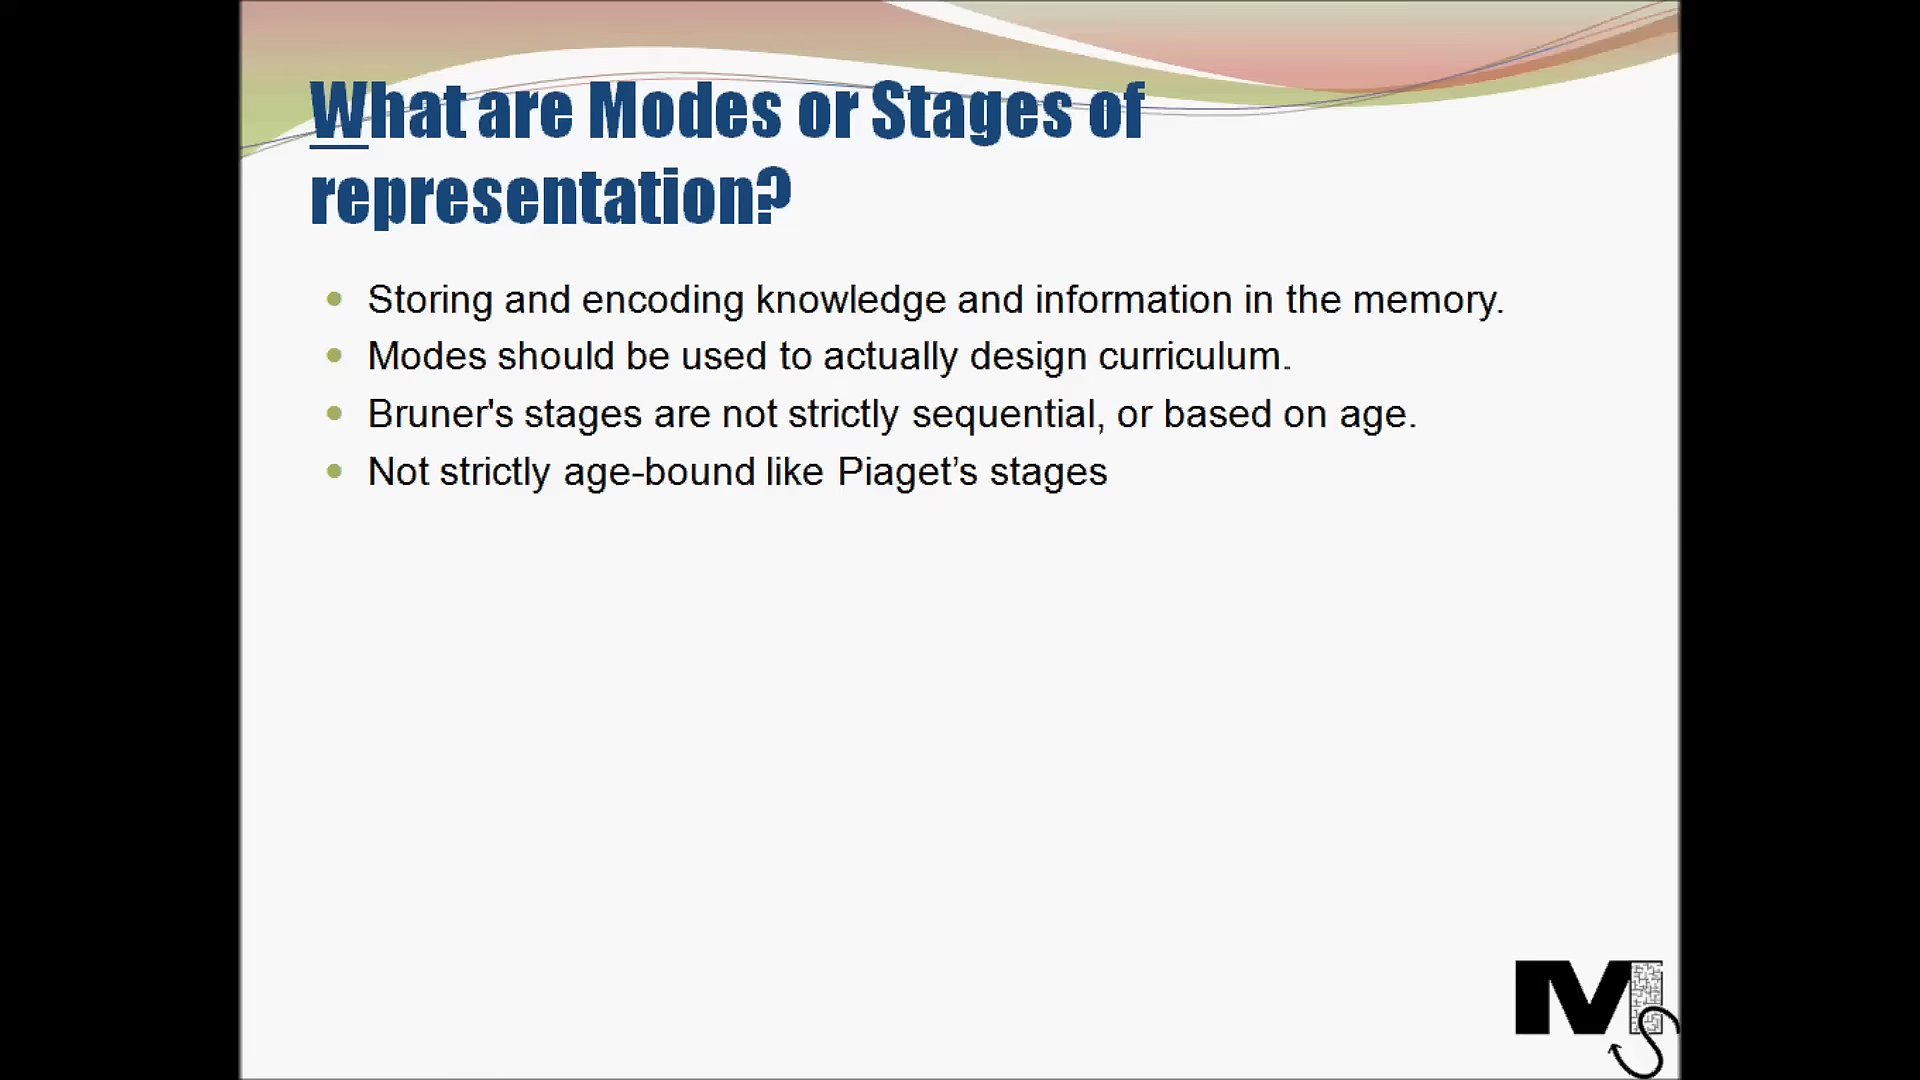 What are Modes or Stages of
representation?
Storing and encoding knowledge and information in the memory.
Modes should be used to actually design curriculum.
Bruner's stages are not strictly sequential, or based on age.
Not strictly age-bound like Piaget’s stages
MS